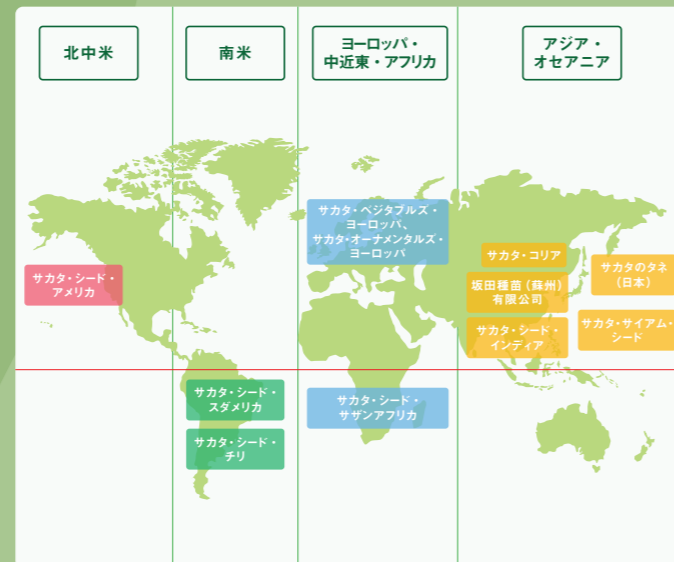 北中米
南米
ヨーロッパ・
中近東・アフリカ
アジア・
オセアニア
サカタ・シード・
アメリカ
サカタ・シード・
スダメリカ
サカタ・シード・
チリ
サカタ・ベジタブルズ・
ヨーロッパ、
サカタ・オーナメンタルズ・
ヨーロッパ
サカタ・シード・
サザンアフリカ
サカタ・コリア
坂田種苗（蘇州）
有限公司
サカタ・シード・
インディア
サカタのタネ
（日本）
サカタ・サイアム・
シード